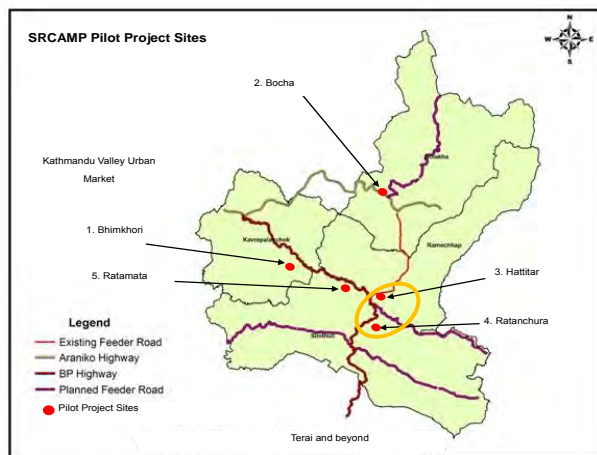 SRCAMP Pilot Project Sites
N
W
E
S
2. Bocha
Kathmandu Valley Urban
Market
1. Bhimkhori
Kavrepalanchok
Ramechhap
5. Ratamata
3. Hattitar
4. Ratanchura
Sindhuli
Legend
Existing Feeder Road
Araniko Highway
BP Highway
Planned Feeder Road
Pilot Project Sites
Terai and beyond